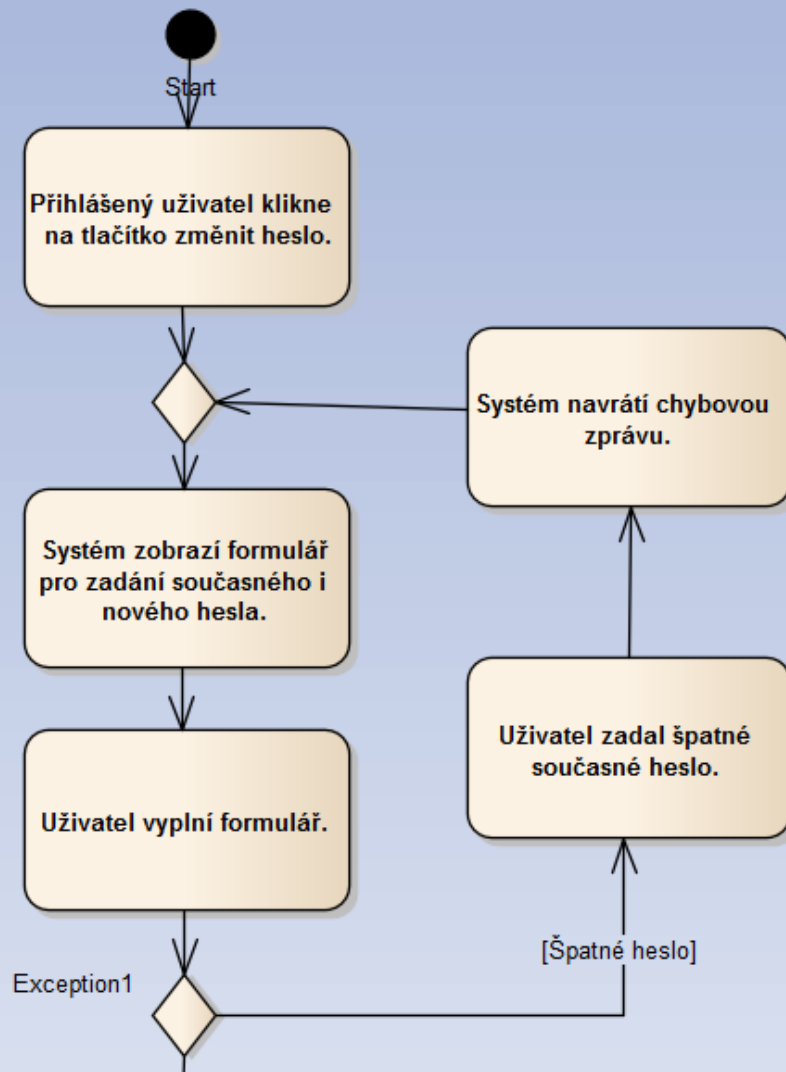 Start
Přihlášený uživatel klikne
na tlačítko změnit heslo.
Systém navrátí chybovou
zprávu.
Systém zobrazí formulář
pro zadání současného i
nového hesla.
Uživatel zadal špatné
současné heslo.
Uživatel vyplní formulář.
[Špatné heslo]
Exception1